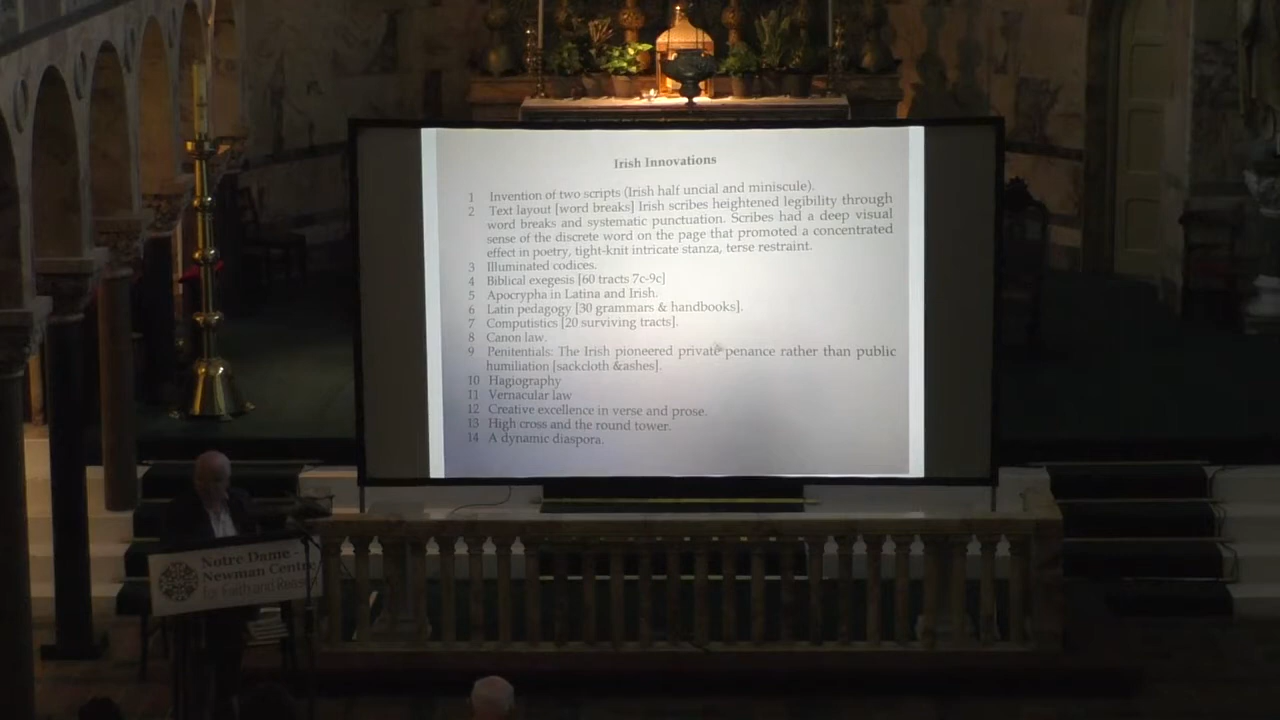 Irish Innovations
1 Invention of two scripts (Irish half uncial and miniscule).
2 Text layout [word breaks] Irish scribes heightened legibility through
word breaks and systematic punctuation. Scribes had a deep visual
sense of the discrete word on the page that promoted a concentrated
effect in poetry, tight-knit intricate stanza, terse restraint.
3 Illuminated codices.
4 Biblical exegesis [60 tracts 7c-9c]
5 Apocrypha in Latina and Irish.
6 Latin pedagogy [30 grammars & handbooks].
7 Computistics [20 surviving tracts].
8 Canon law.
9 Penitentials: The Irish pioneered private penance rather than public
humiliation [sackcloth &ashes].
10 Hagiography
11 Vernacular law
12 Creative excellence in verse and prose.
13 High cross and the round tower.
14 A dynamic diaspora.
Notre Dame -
Newman Centre
for Faith and Reason